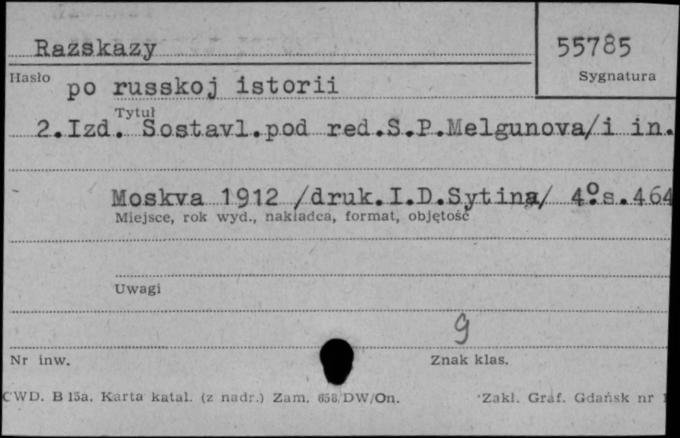 Razskazy
55785
Hasło
Sygnatura
po russkoj istorii
Tytuł
2.Izd. Sostavl.pod red.S.P.Melgunova/i in.
Moskva 1912 /druk.I.D.Sytina/ 4°.s.464
Miejsce, rok wyd., nakładca, format, objętość
Uwagi
9
Nr inw.
Znak klas.
CWD. B 15a. Karta katal. (z nadr.) Zam. 658/DW/On.
Zakł. Graf. Gdańsk nr 1